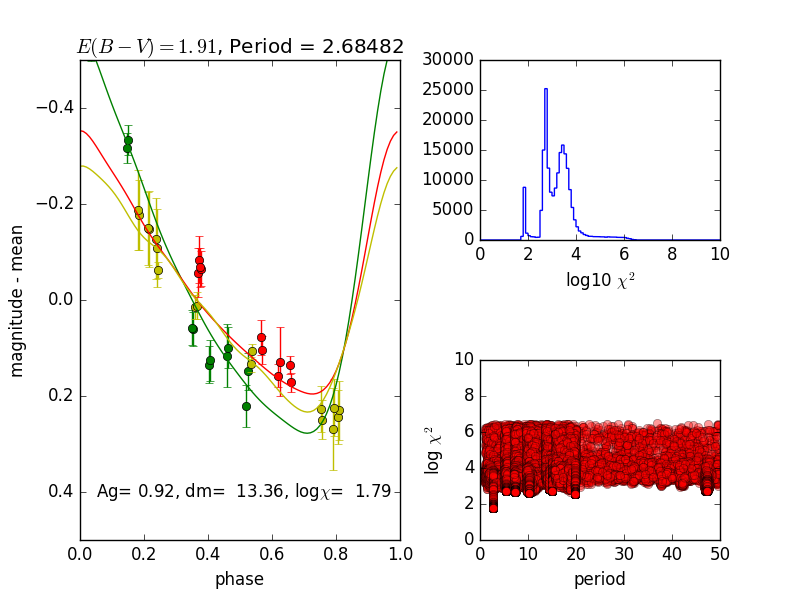 E(B−V)=1.91, Period = 2.68482
magnitude - mean
−0.4
−0.2
0.0
0.2
0.4
Ag= 0.92, dm= 13.36, logχ= 1.79
0.0 0.2 0.4 0.6 0.8 1.0
phase
30000
25000
20000
15000
10000
5000
0
0 2 4 6 8 10
log10 χ²
log χ²
10
8
6
4
2
0
0 10 20 30 40 50
period